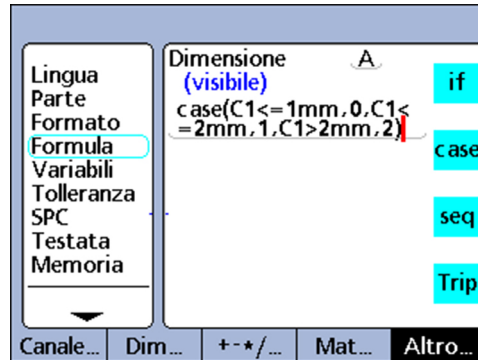 Lingua
Parte
Formato
Formula
Variabili
Tolleranza
SPC
Testata
Memoria
Dimensione A
(visibile)
case(C1<=1mm,0,C1<
=2mm,1,C1>2mm,2)
if
case
seq
Trip
Canale... Dim... +-*/... Mat... Altro...